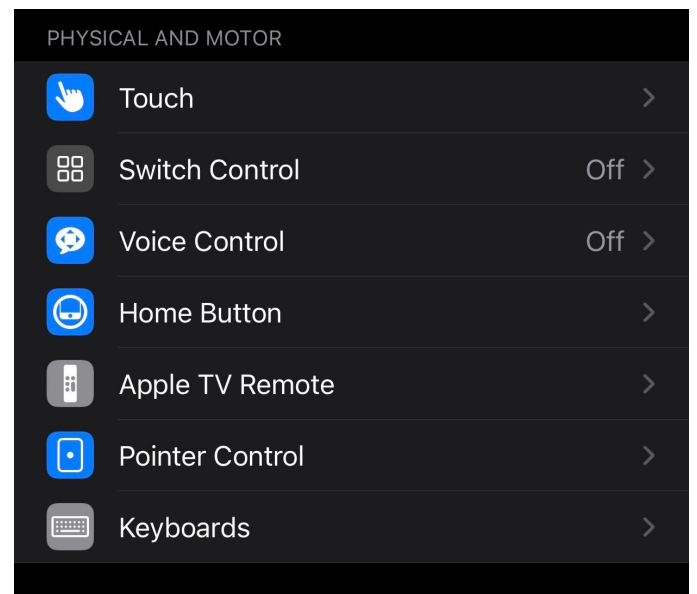 PHYSICAL AND MOTOR
Touch
Switch Control Off
Voice Control Off
Home Button
Apple TV Remote
Pointer Control
Keyboards